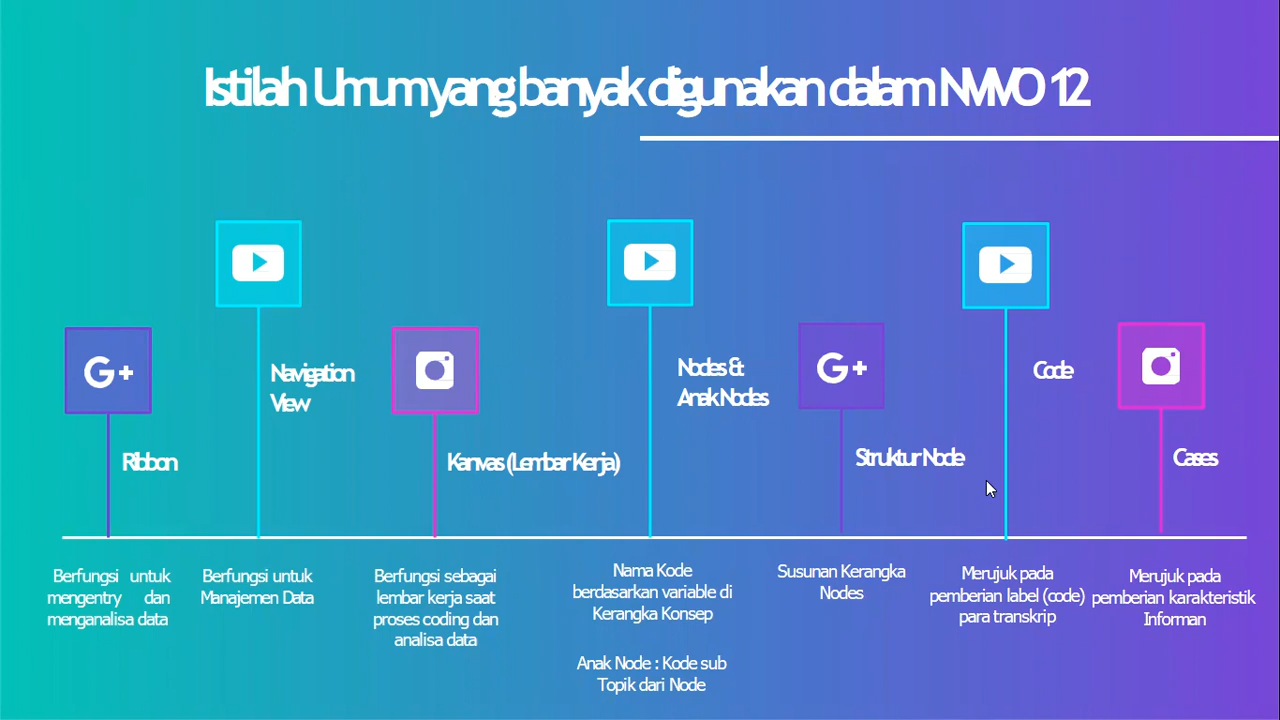 Istilah Umum yang banyak digunakan dalam NVIVO 12
Navigation
View
Nodes &
Anak Nodes
Code
G+
G+
Ribbon
Kanvas (Lembar Kerja)
Struktur Node
Cases
Berfungsi untuk
mengentry dan
menganalisa data
Berfungsi untuk
Manajemen Data
Berfungsi sebagai
lembar kerja saat
proses coding dan
analisa data
Nama Kode
berdasarkan variable di
Kerangka Konsep
Anak Node : Kode sub
Topik dari Node
Susunan Kerangka
Nodes
Merujuk pada
pemberian label (code)
para transkrip
Merujuk pada
pemberian karakteristik
Informan